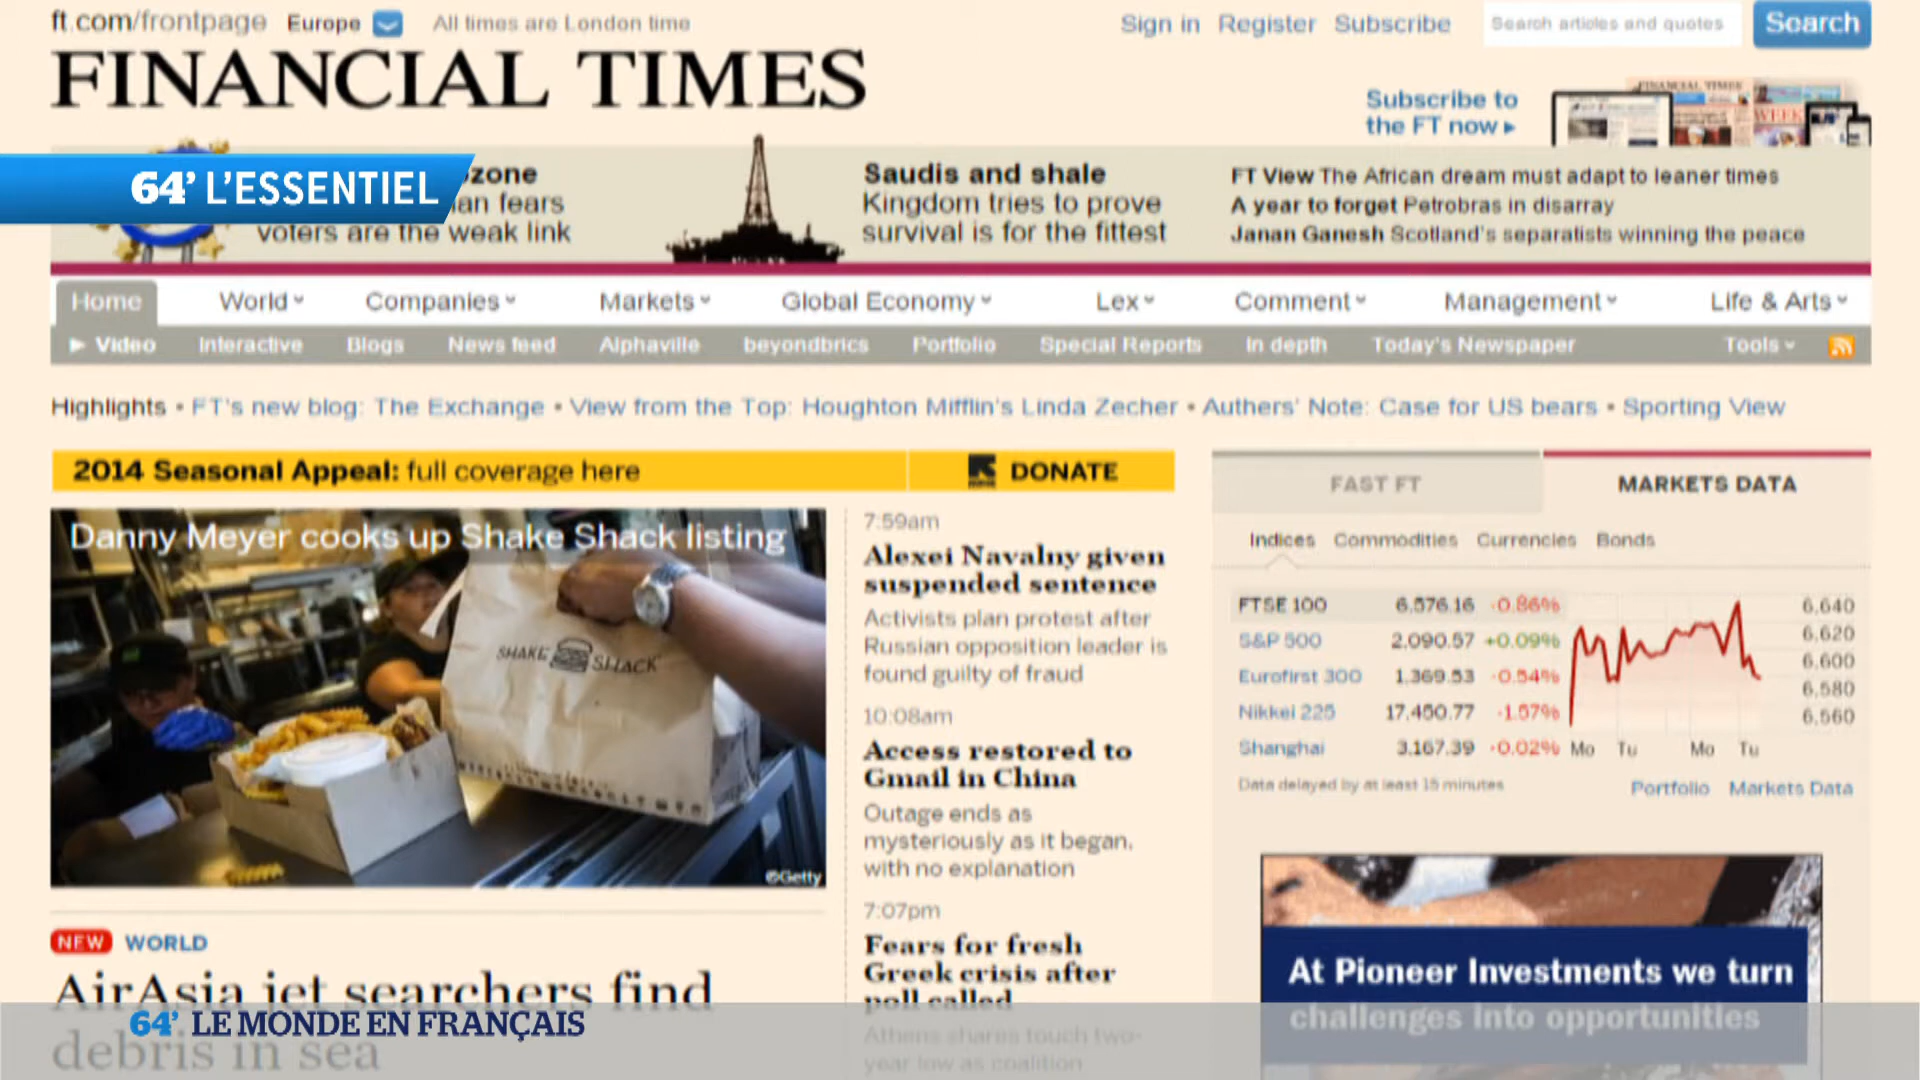 ft.com/frontpage Europe All times are London time
Sign in Register Subscribe Search articles and quotes Search
FINANCIAL TIMES
Subscribe to
the FT now
FINANCIAL TIMES
WEEK
64' L'ESSENTIEL
zone
an fears
voters are the weak link
Saudis and shale
Kingdom tries to prove
survival is for the fittest
FT View The African dream must adapt to leaner times
A year to forget Petrobras in disarray
Janan Ganesh Scotland's separatists winning the peace
Home World Companies Markets Global Economy Lex Comment Management Life & Arts
Video Interactive Blogs News feed Alphaville beyondbrics Portfolio Special Reports In depth Today's Newspaper Tools
Highlights • FT's new blog: The Exchange • View from the Top: Houghton Mifflin's Linda Zecher • Authers' Note: Case for US bears • Sporting View
2014 Seasonal Appeal: full coverage here
DONATE
Danny Meyer cooks up Shake Shack listing
SHAKE SHACK
©Getty
NEW WORLD
AirAsia jet searchers find
debris in sea
7:59am
Alexei Navalny given
suspended sentence
Activists plan protest after
Russian opposition leader is
found guilty of fraud
10:08am
Access restored to
Gmail in China
Outage ends as
mysteriously as it began,
with no explanation
7:07pm
Fears for fresh
Greek crisis after
poll called
Athens shares touch two-
year low as coalition
FAST FT MARKETS DATA
Indices Commodities Currencies Bonds
FTSE 100 6,576.16 -0.86%
S&P 500 2,090.57 +0.09%
Eurofirst 300 1,369.53 -0.54%
Nikkei 225 17,450.77 -1.57%
Shanghai 3,167.39 -0.02%
6,640
6,620
6,600
6,580
6,560
Mo Tu Mo Tu
Data delayed by at least 15 minutes
Portfolio Markets Data
At Pioneer Investments we turn
challenges into opportunities
64' LE MONDE EN FRANÇAIS